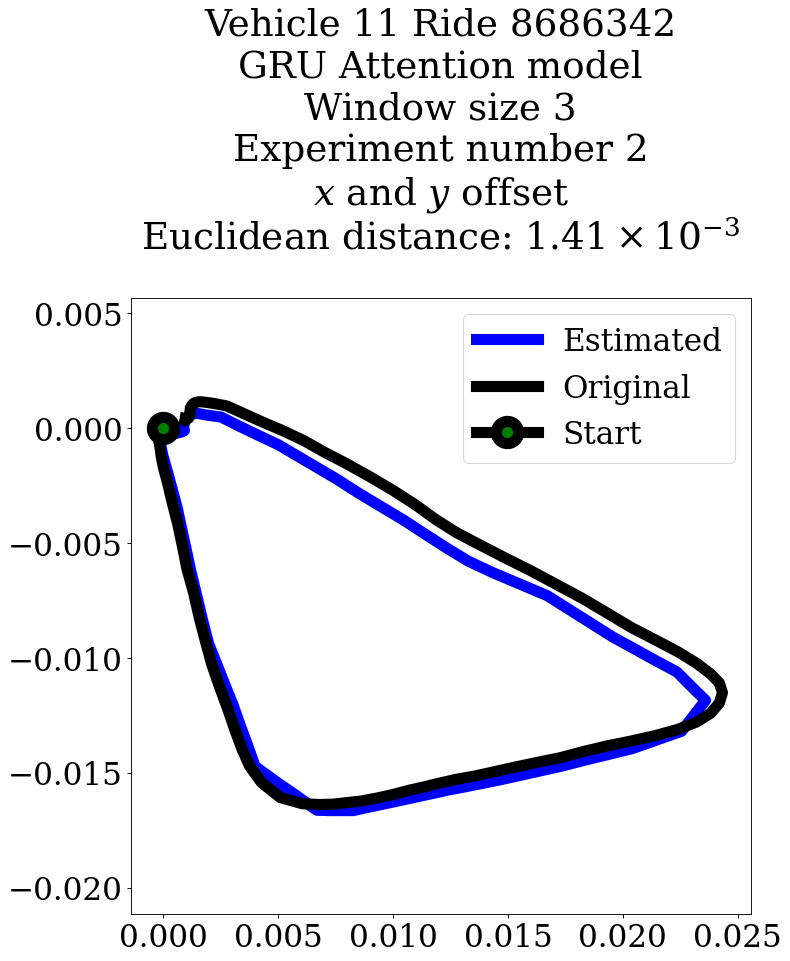 Vehicle 11 Ride 8686342
GRU Attention model
Window size 3
Experiment number 2
x and y offset
Euclidean distance: 1.41 × 10⁻³
Estimated
Original
Start
0.005
0.000
−0.005
−0.010
−0.015
−0.020
0.000 0.005 0.010 0.015 0.020 0.025